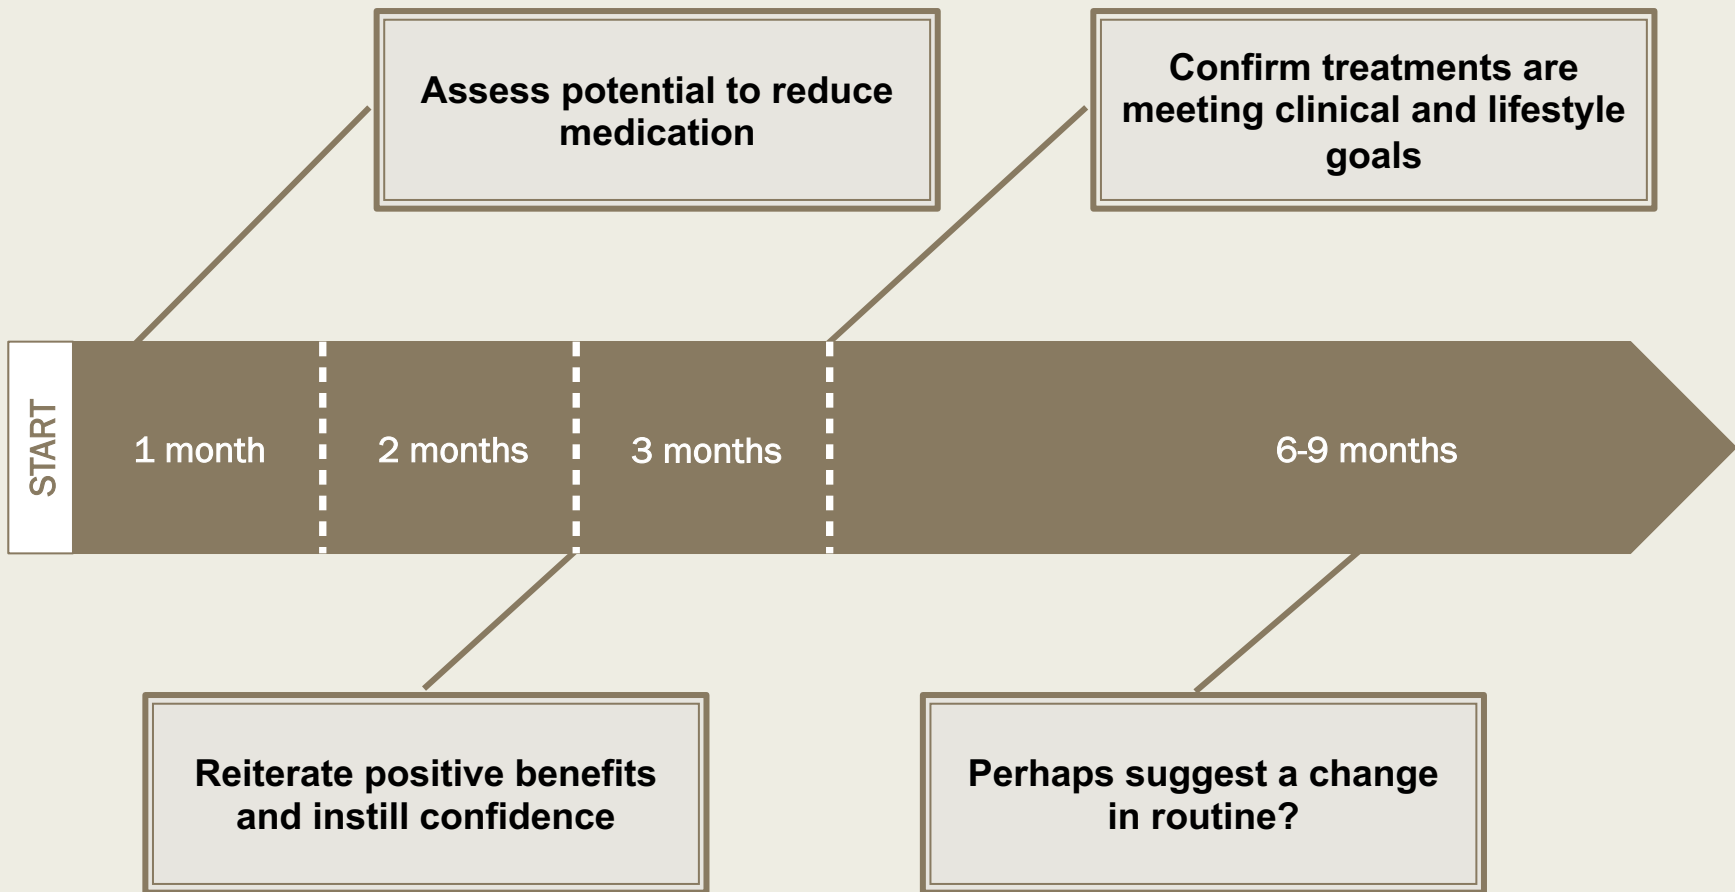 Assess potential to reduce
medication
Confirm treatments are
meeting clinical and lifestyle
goals
START
1 month
2 months
3 months
6-9 months
Reiterate positive benefits
and instill confidence
Perhaps suggest a change
in routine?